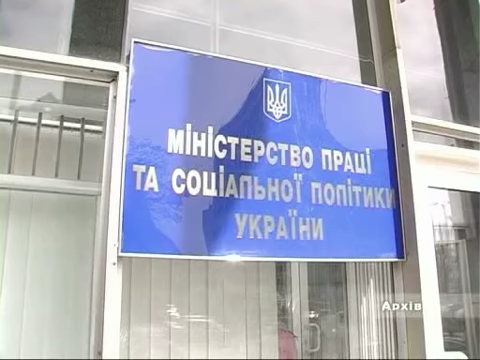 МІНІСТЕРСТВО ПРАЦІ
ТА СОЦІАЛЬНОЇ ПОЛІТИКИ
УКРАЇНИ
Архів